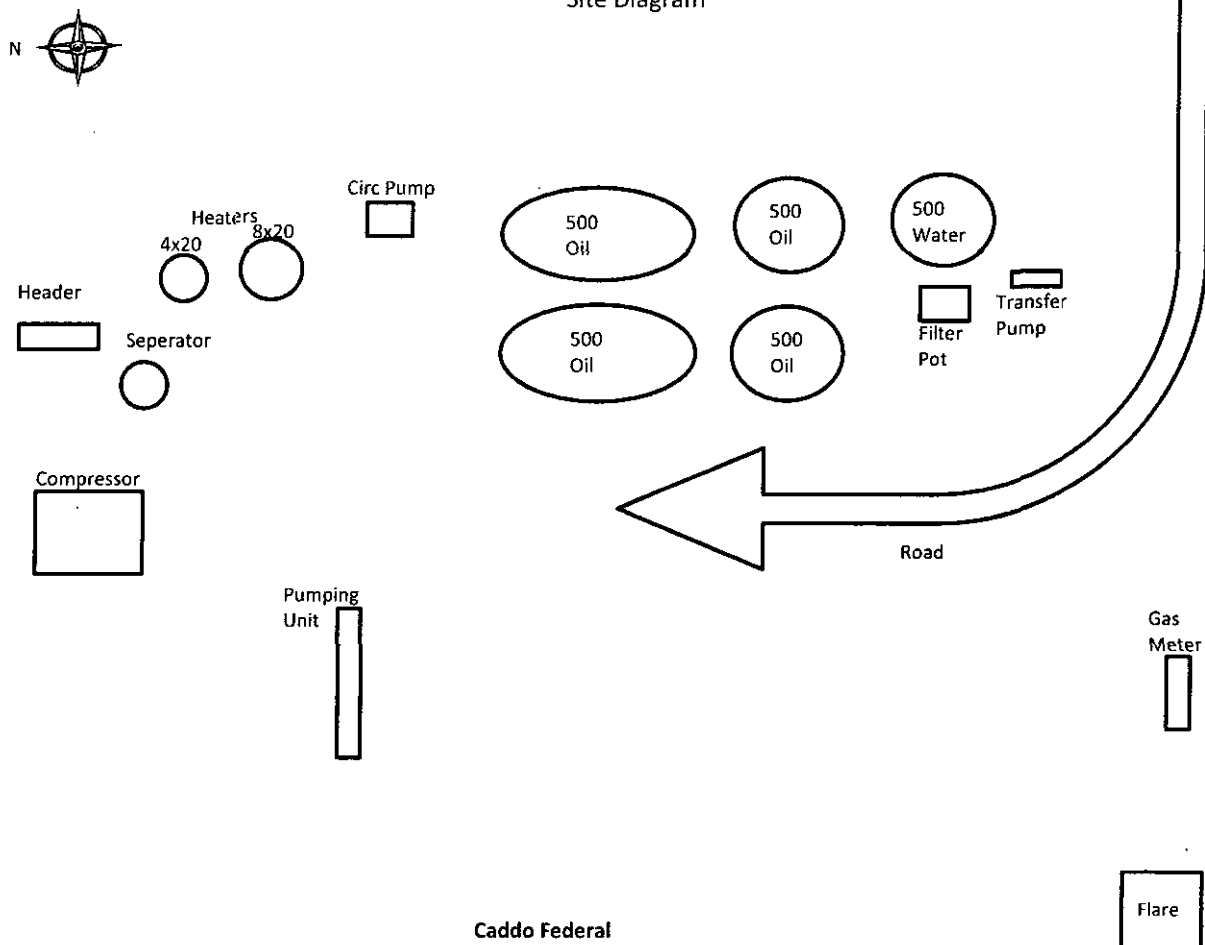 Site Diagram
N
Circ Pump
Heaters
4x20
8x20
500
Oil
500
Oil
500
Water
Header
Seperator
500
Oil
500
Oil
Filter
Pot
Transfer
Pump
Compressor
Road
Pumping
Unit
Gas
Meter
Flare
Caddo Federal